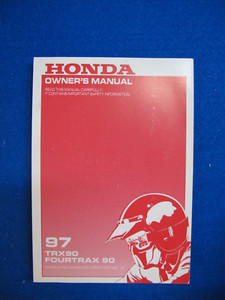 HONDA
OWNER'S MANUAL
READ THIS MANUAL CAREFULLY
IT CONTAINS IMPORTANT SAFETY INFORMATION
97
TRX90
FOURTRAX 90